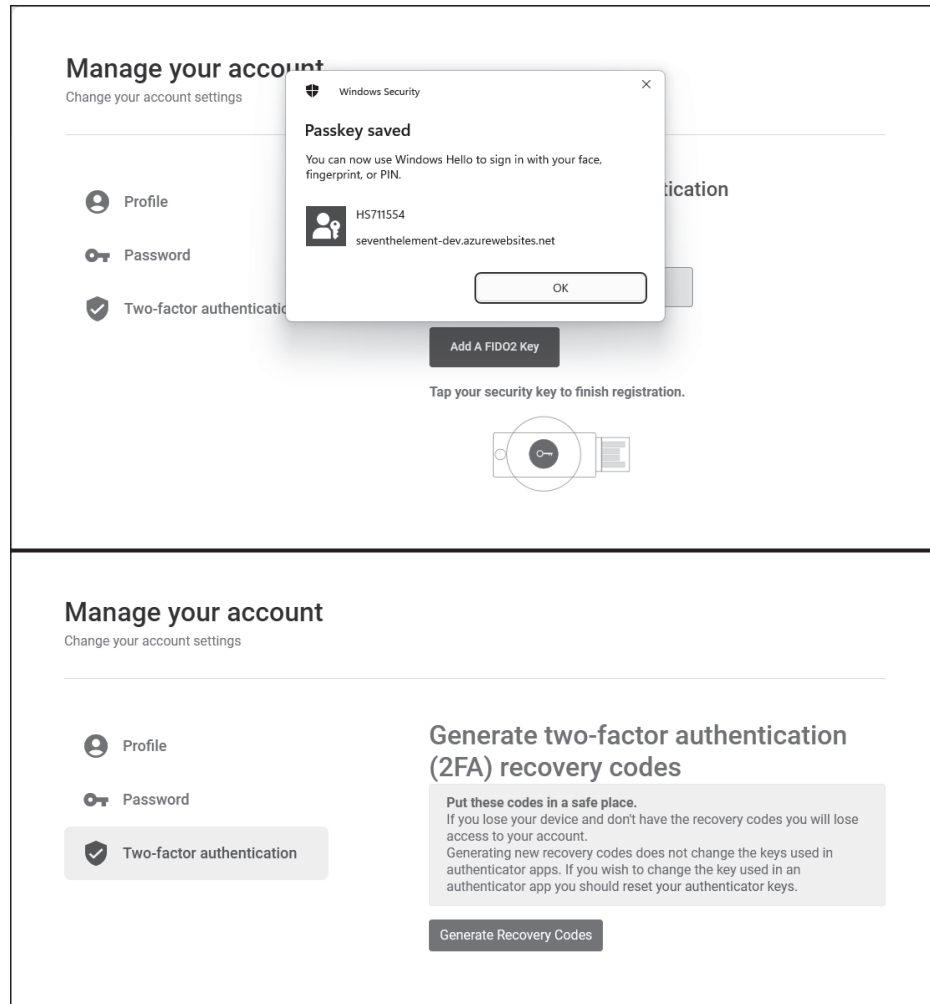 Manage your account
Change your account settings
Windows Security
Passkey saved
You can now use Windows Hello to sign in with your face,
fingerprint, or PIN.
HS711554
seventhelement-dev.azurewebsites.net
OK
Profile
Password
Two-factor authenticatio
tication
Add A FIDO2 Key
Tap your security key to finish registration.
Manage your account
Change your account settings
Profile
Password
Two-factor authentication
Generate two-factor authentication
(2FA) recovery codes
Put these codes in a safe place.
If you lose your device and don't have the recovery codes you will lose
access to your account.
Generating new recovery codes does not change the keys used in
authenticator apps. If you wish to change the key used in an
authenticator app you should reset your authenticator keys.
Generate Recovery Codes